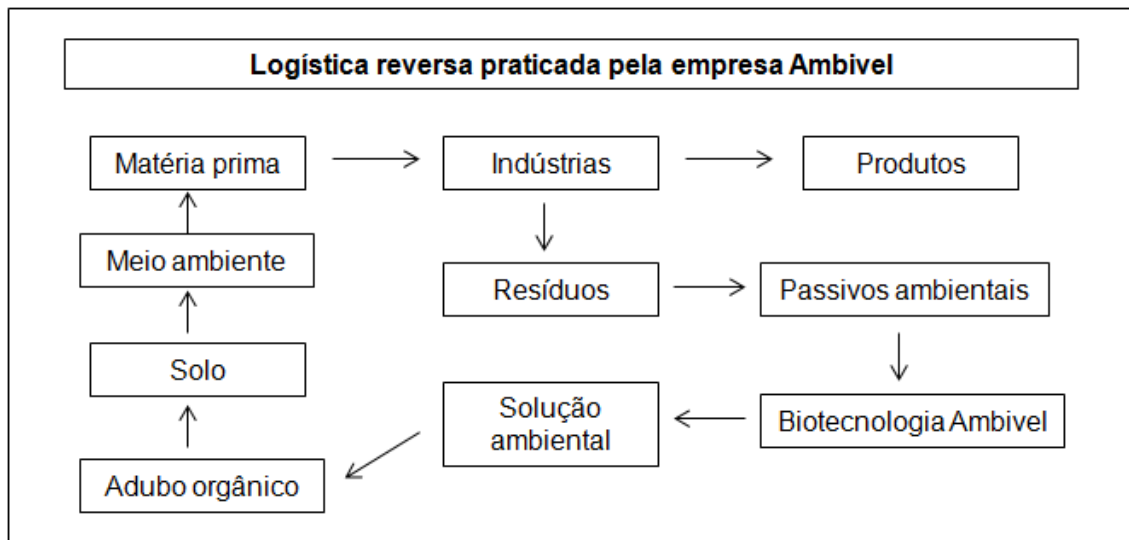 Logística reversa praticada pela empresa Ambivel
Matéria prima
Indústrias
Produtos
Meio ambiente
Resíduos
Passivos ambientais
Solo
Solução
ambiental
Biotecnologia Ambivel
Adubo orgânico